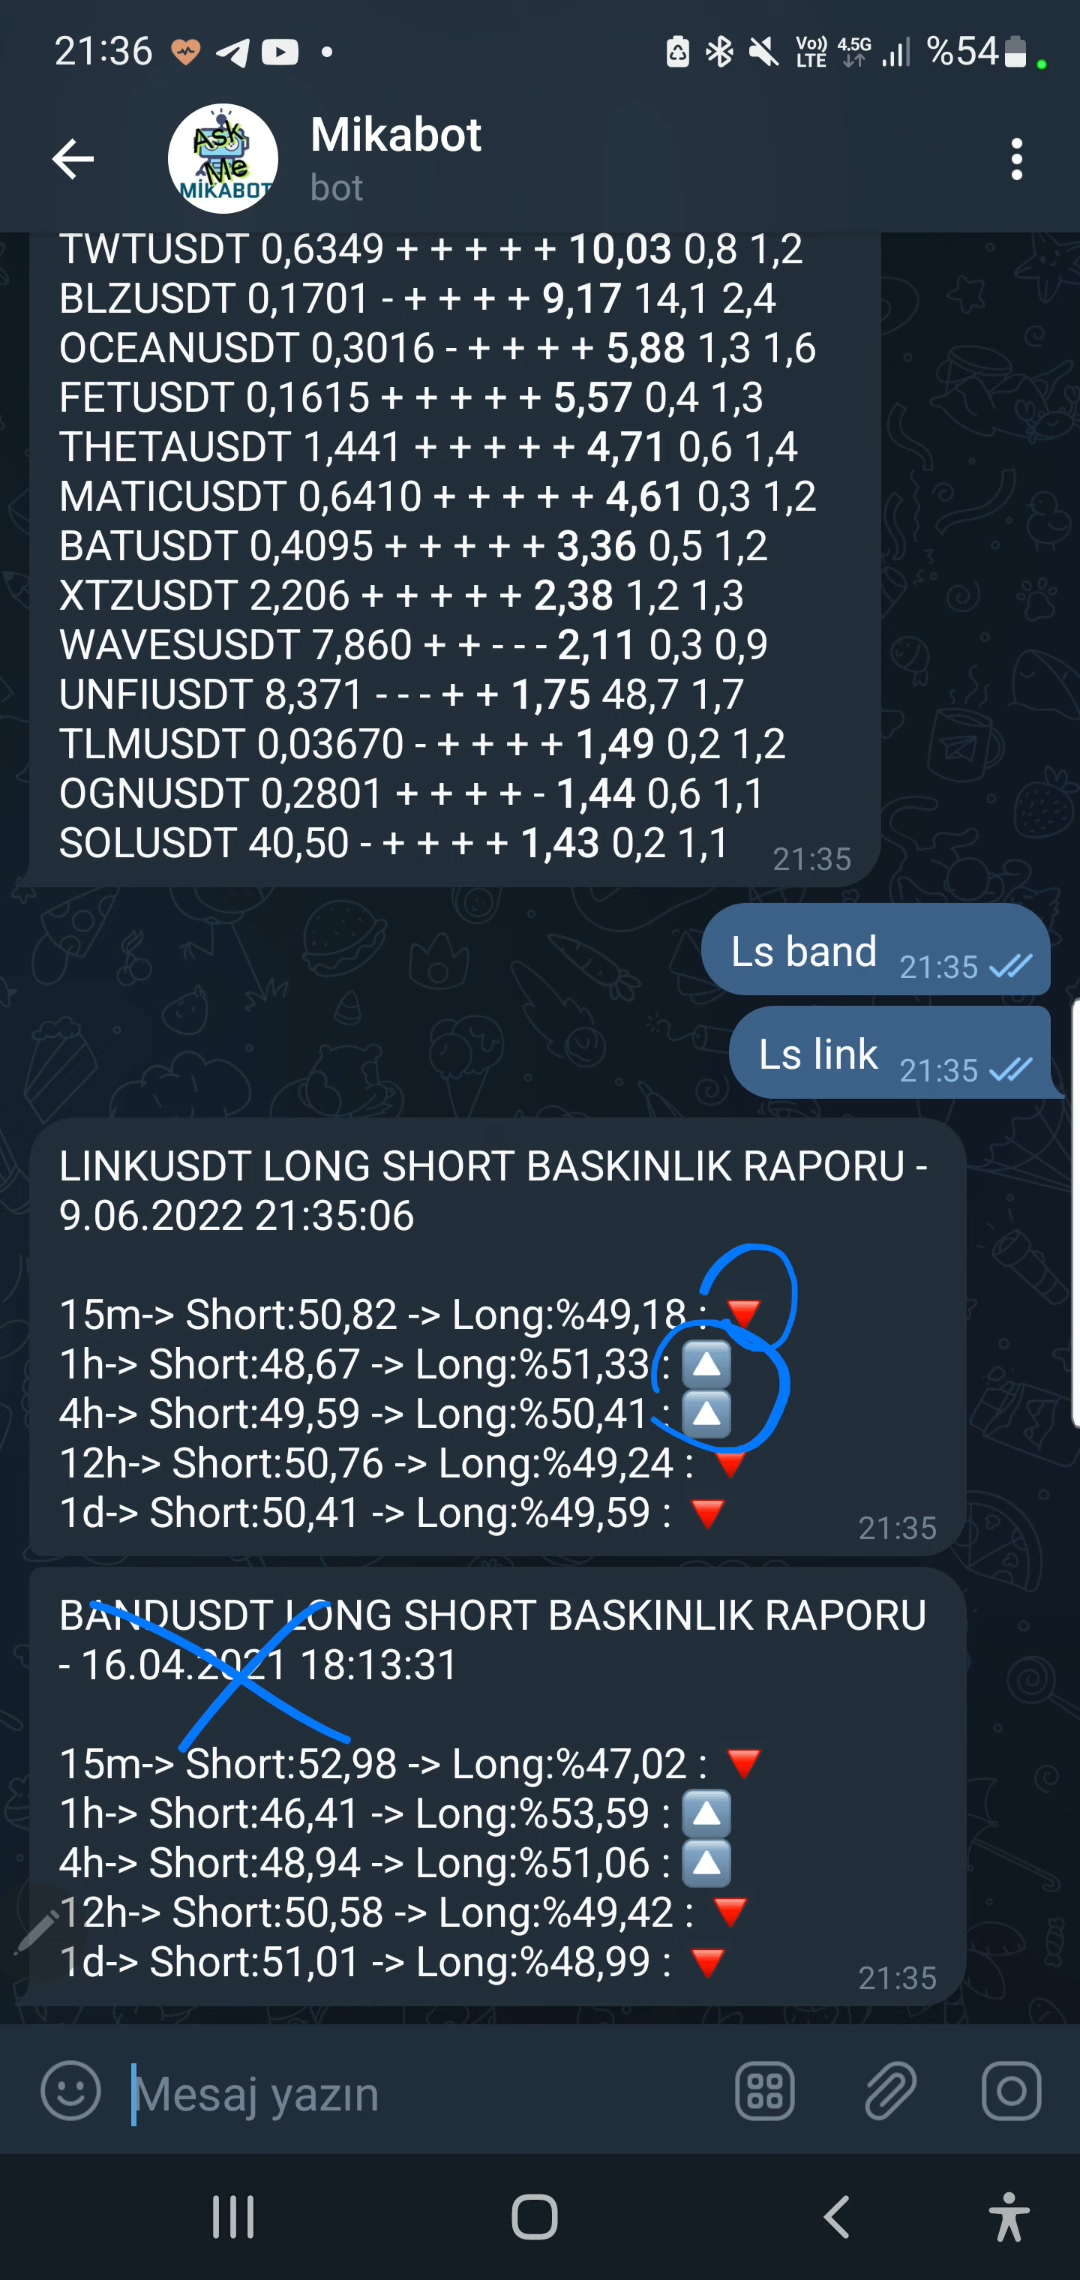 21:36
Vo)) LTE 4.5G %54
Ask Me MİKABOT
Mikabot
bot
TWTUSDT 0,6349 + + + + + 10,03 0,8 1,2
BLZUSDT 0,1701 - + + + + 9,17 14,1 2,4
OCEANUSDT 0,3016 - + + + + 5,88 1,3 1,6
FETUSDT 0,1615 + + + + + 5,57 0,4 1,3
THETAUSDT 1,441 + + + + + 4,71 0,6 1,4
MATICUSDT 0,6410 + + + + + 4,61 0,3 1,2
BATUSDT 0,4095 + + + + + 3,36 0,5 1,2
XTZUSDT 2,206 + + + + + 2,38 1,2 1,3
WAVESUSDT 7,860 + + - - - 2,11 0,3 0,9
UNFIUSDT 8,371 - - - + + 1,75 48,7 1,7
TLMUSDT 0,03670 - + + + + 1,49 0,2 1,2
OGNUSDT 0,2801 + + + + - 1,44 0,6 1,1
SOLUSDT 40,50 - + + + + 1,43 0,2 1,1
21:35
Ls band 21:35
Ls link 21:35
LINKUSDT LONG SHORT BASKINLIK RAPORU -
9.06.2022 21:35:06
15m-> Short:50,82 -> Long:%49,18 : 🔻
1h-> Short:48,67 -> Long:%51,33 : 🔼
4h-> Short:49,59 -> Long:%50,41 : 🔼
12h-> Short:50,76 -> Long:%49,24 : 🔻
1d-> Short:50,41 -> Long:%49,59 : 🔻
21:35
BANDUSDT LONG SHORT BASKINLIK RAPORU
- 16.04.2021 18:13:31
15m-> Short:52,98 -> Long:%47,02 : 🔻
1h-> Short:46,41 -> Long:%53,59 : 🔼
4h-> Short:48,94 -> Long:%51,06 : 🔼
12h-> Short:50,58 -> Long:%49,42 : 🔻
1d-> Short:51,01 -> Long:%48,99 : 🔻
21:35
Mesaj yazın